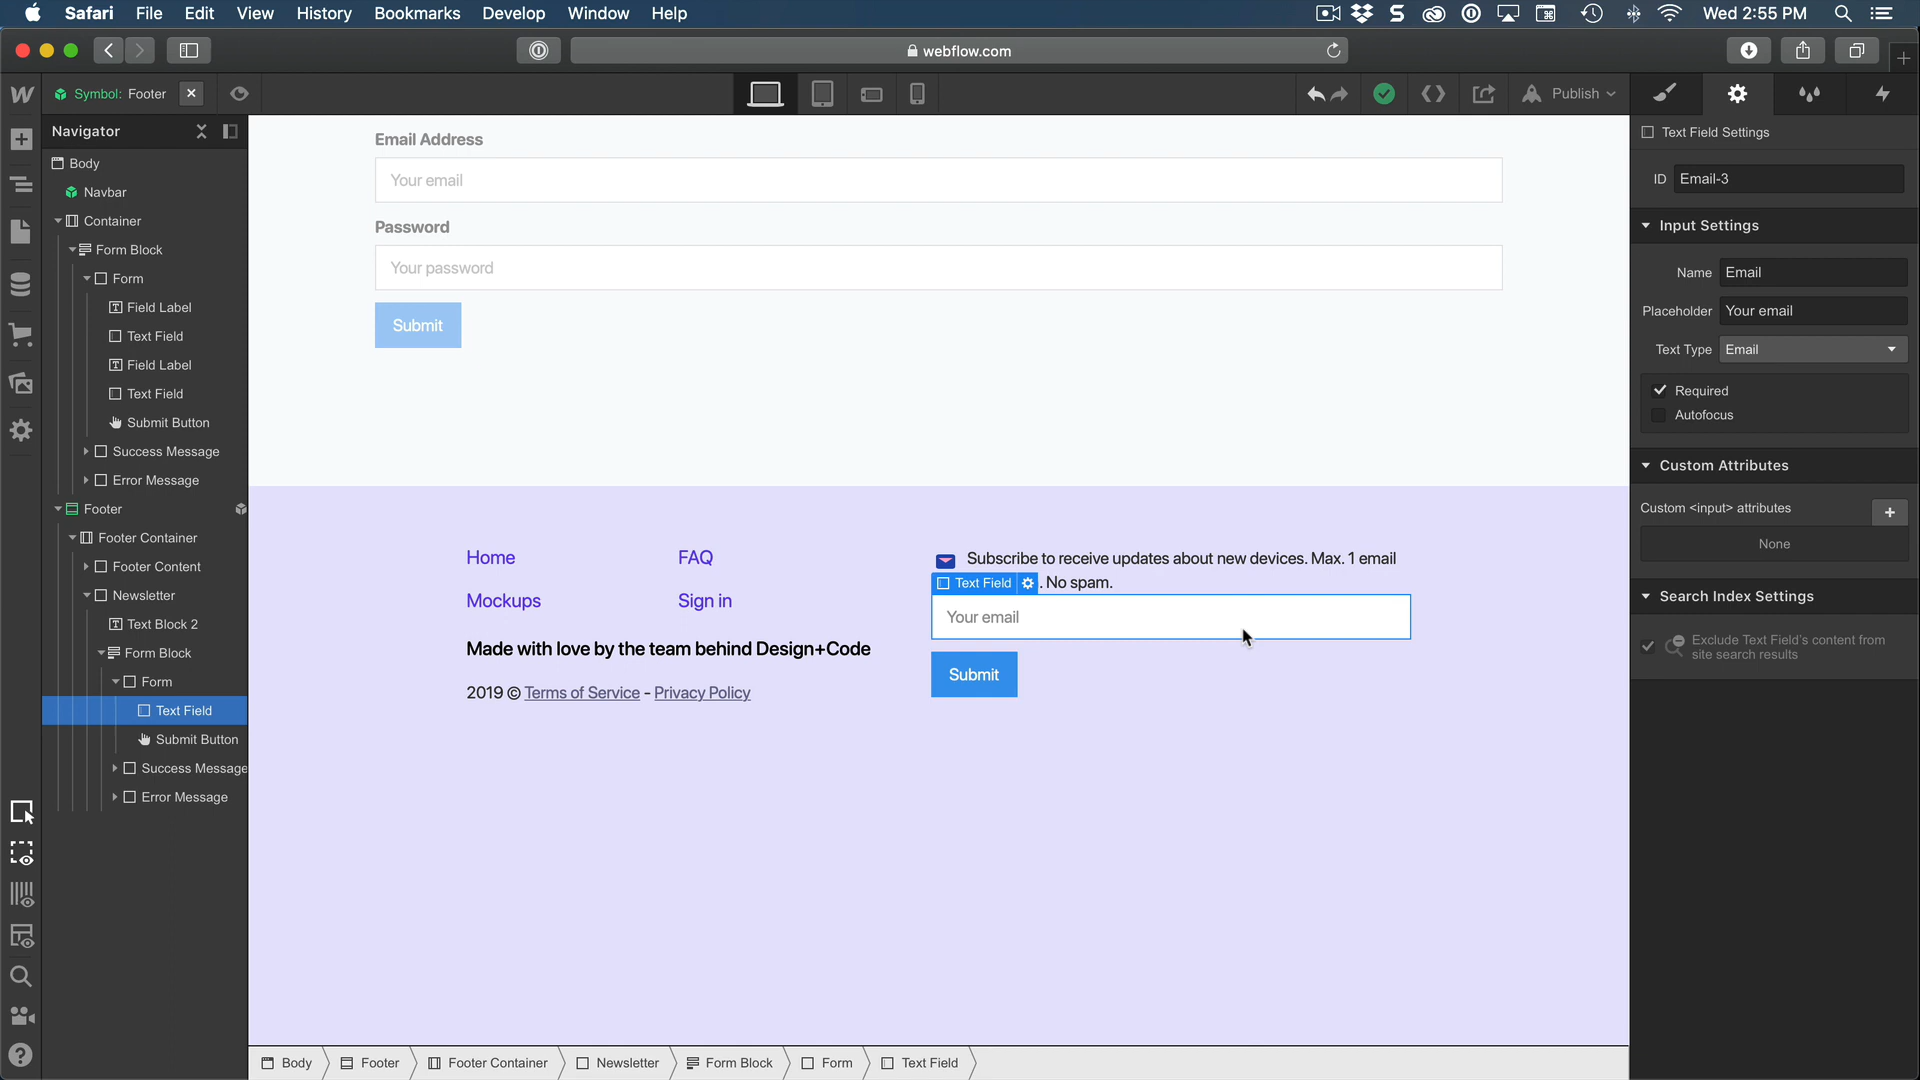 Safari File Edit View History Bookmarks Develop Window Help Wed 2:55 PM
webflow.com
Symbol: Footer
Publish
Navigator
Body
Navbar
Container
Form Block
Form
Field Label
Text Field
Field Label
Text Field
Submit Button
Success Message
Error Message
Footer
Footer Container
Footer Content
Newsletter
Text Block 2
Form Block
Form
Text Field
Submit Button
Success Message
Error Message
Email Address
Your email
Password
Your password
Submit
Home
FAQ
Mockups
Sign in
Made with love by the team behind Design+Code
2019 © Terms of Service - Privacy Policy
Subscribe to receive updates about new devices. Max. 1 email
Text Field
. No spam.
Your email
Submit
Body Footer Footer Container Newsletter Form Block Form Text Field
Text Field Settings
ID Email-3
Input Settings
Name Email
Placeholder Your email
Text Type Email
Required
Autofocus
Custom Attributes
Custom <input> attributes
+
None
Search Index Settings
Exclude Text Field's content from
site search results